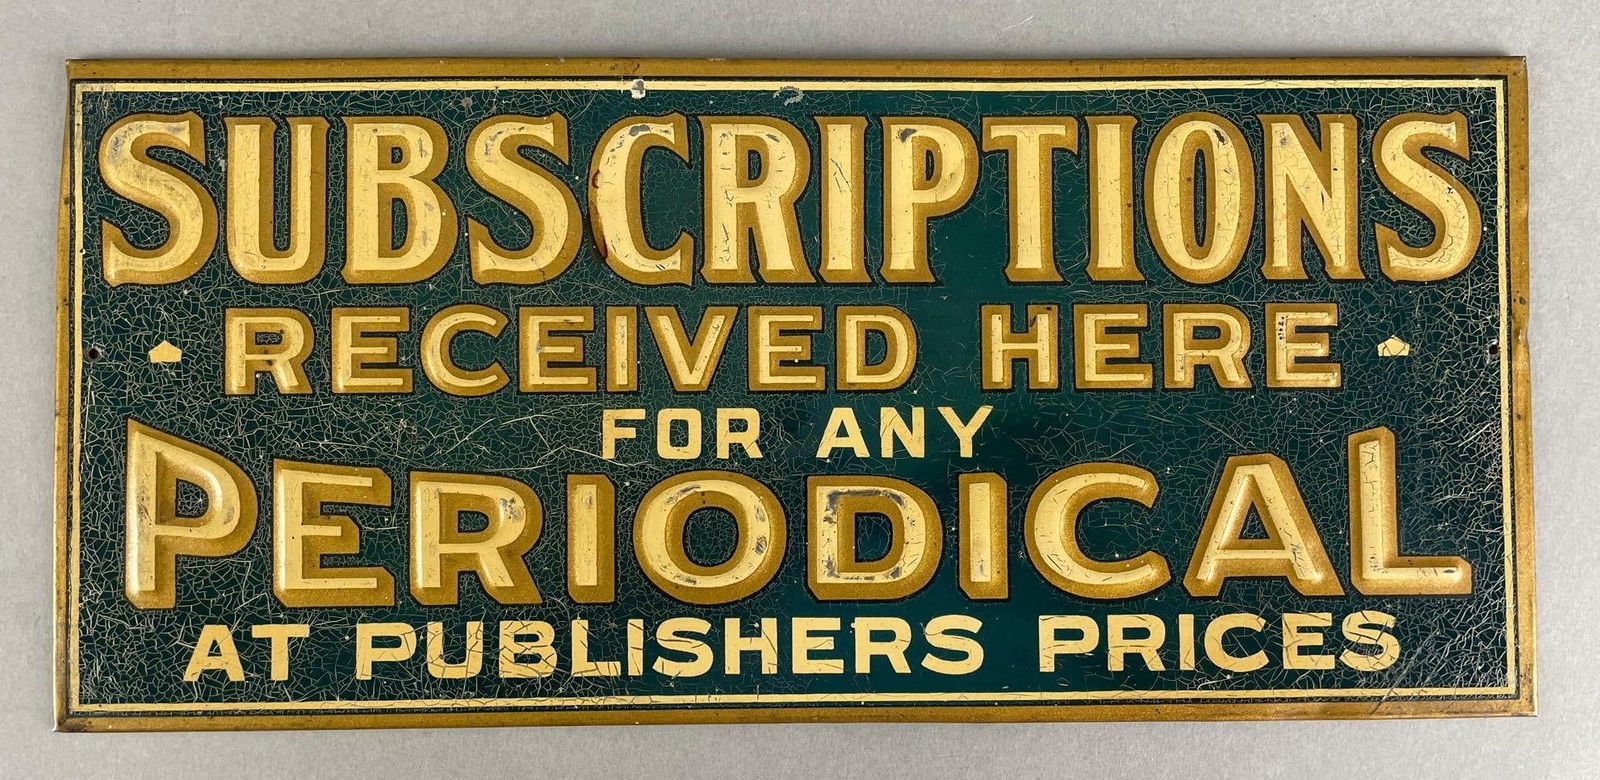 SUBSCRIPTIONS
RECEIVED HERE
FOR ANY
PERIODICAL
AT PUBLISHERS PRICES